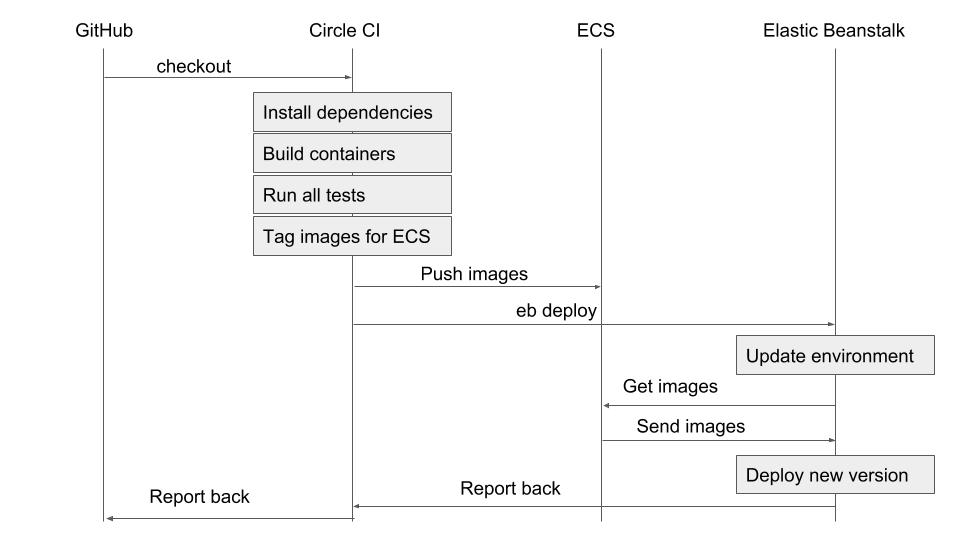 GitHub
Circle CI
ECS
Elastic Beanstalk
checkout
Install dependencies
Build containers
Run all tests
Tag images for ECS
Push images
eb deploy
Update environment
Get images
Send images
Deploy new version
Report back
Report back